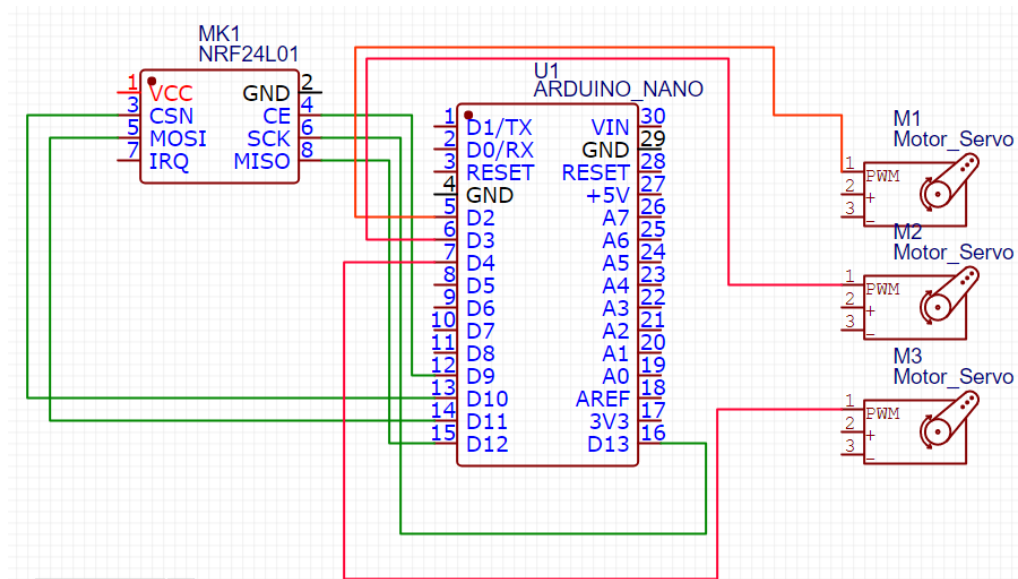 MK1
NRF24L01
1 VCC GND 2
3 CSN CE 4
5 MOSI SCK 6
7 IRQ MISO 8
U1
ARDUINO_NANO
1 D1/TX VIN 30
2 D0/RX GND 29
3 RESET RESET 28
4 GND +5V 27
5 D2 A7 26
6 D3 A6 25
7 D4 A5 24
8 D5 A4 23
9 D6 A3 22
10 D7 A2 21
11 D8 A1 20
12 D9 A0 19
13 D10 AREF 18
14 D11 3V3 17
15 D12 D13 16
M1
Motor_Servo
1 PWM
2 +
3 -
M2
Motor_Servo
1 PWM
2 +
3 -
M3
Motor_Servo
1 PWM
2 +
3 -